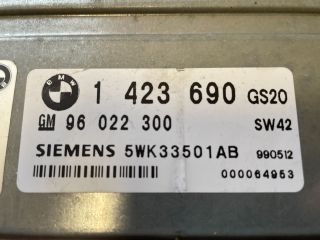 BMW
1 423 690 GS20
GM 96 022 300 SW42
SIEMENS 5WK33501AB 990512
000064953